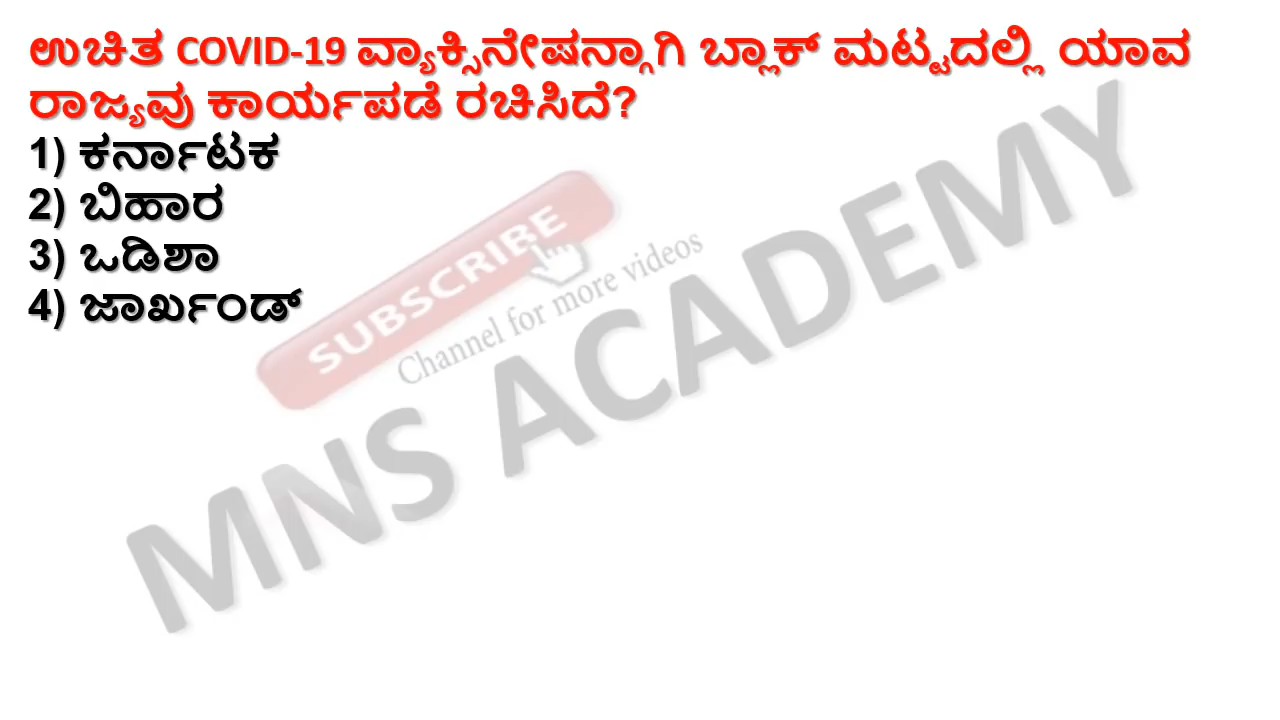 ಉಚಿತ COVID-19 ವ್ಯಾಕ್ಸಿನೇಷನ್ಗಾಗಿ ಬ್ಲಾಕ್ ಮಟ್ಟದಲ್ಲಿ ಯಾವ
ರಾಜ್ಯವು ಕಾರ್ಯಪಡೆ ರಚಿಸಿದೆ?
1) ಕರ್ನಾಟಕ
2) ಬಿಹಾರ
3) ಒಡಿಶಾ
4) ಜಾರ್ಖಂಡ್
SUBSCRIBE
Channel for more videos
MNS ACADEMY